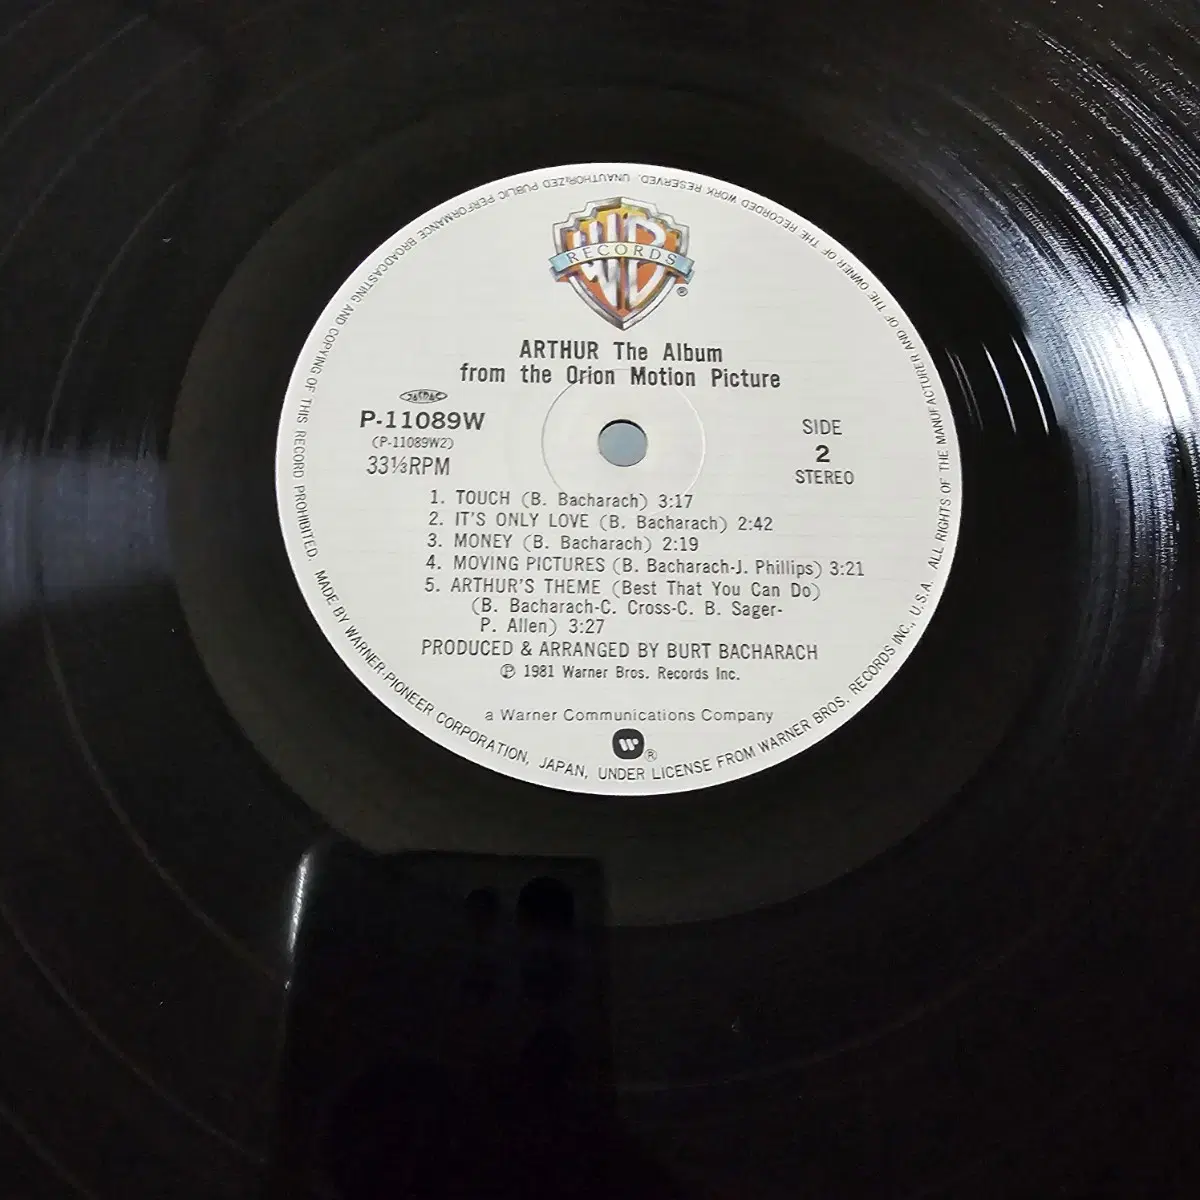 WB
RECORDS
®
ARTHUR The Album
from the Orion Motion Picture
JASRAC
P-11089W
(P-11089W2)
33⅓RPM
SIDE
2
STEREO
1. TOUCH (B. Bacharach) 3:17
2. IT'S ONLY LOVE (B. Bacharach) 2:42
3. MONEY (B. Bacharach) 2:19
4. MOVING PICTURES (B. Bacharach-J. Phillips) 3:21
5. ARTHUR'S THEME (Best That You Can Do)
(B. Bacharach-C. Cross-C. B. Sager-
P. Allen) 3:27
PRODUCED & ARRANGED BY BURT BACHARACH
℗ 1981 Warner Bros. Records Inc.
a Warner Communications Company
W®
MADE BY WARNER-PIONEER CORPORATION, JAPAN, UNDER LICENSE FROM WARNER BROS. RECORDS INC., U.S.A. ALL RIGHTS OF THE MANUFACTURER AND OF THE OWNER OF THE RECORDED WORK RESERVED. UNAUTHORIZED PUBLIC PERFORMANCE BROADCASTING AND COPYING OF THIS RECORD PROHIBITED.